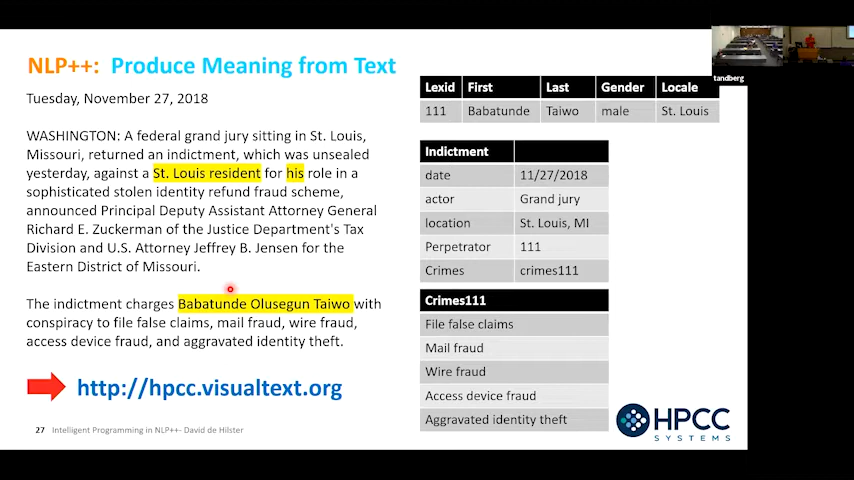 NLP++: Produce Meaning from Text
Tuesday, November 27, 2018
WASHINGTON: A federal grand jury sitting in St. Louis,
Missouri, returned an indictment, which was unsealed
yesterday, against a St. Louis resident for his role in a
sophisticated stolen identity refund fraud scheme,
announced Principal Deputy Assistant Attorney General
Richard E. Zuckerman of the Justice Department's Tax
Division and U.S. Attorney Jeffrey B. Jensen for the
Eastern District of Missouri.
The indictment charges Babatunde Olusegun Taiwo with
conspiracy to file false claims, mail fraud, wire fraud,
access device fraud, and aggravated identity theft.
http://hpcc.visualtext.org
27 Intelligent Programming in NLP++- David de Hilster
Lexid First Last Gender Locale
111 Babatunde Taiwo male St. Louis
Indictment
date 11/27/2018
actor Grand jury
location St. Louis, MI
Perpetrator 111
Crimes crimes111
Crimes111
File false claims
Mail fraud
Wire fraud
Access device fraud
Aggravated identity theft
HPCC
SYSTEMS
tandberg